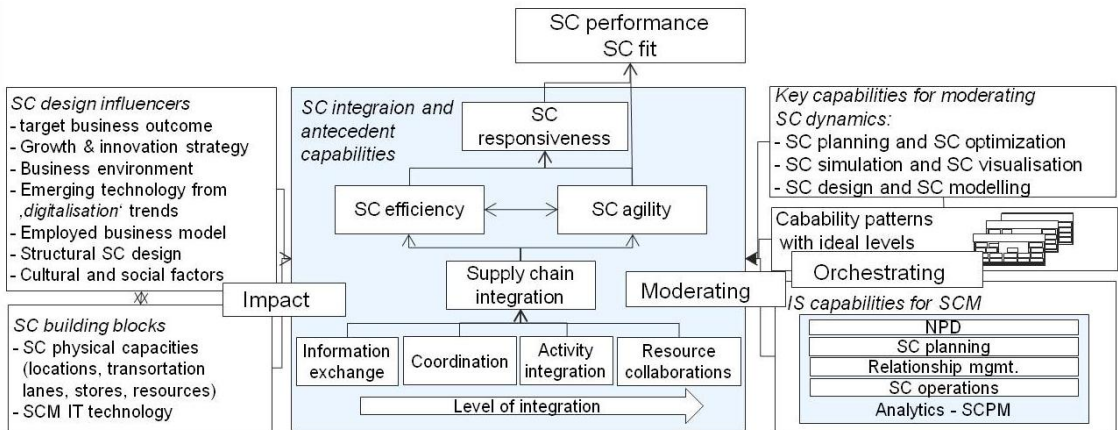 SC performance
SC fit
SC design influencers
- target business outcome
- Growth & innovation strategy
- Business environment
- Emerging technology from
‚digitalisation‘ trends
- Employed business model
- Structural SC design
- Cultural and social factors
SC building blocks
- SC physical capacities
(locations, transortation
lanes, stores, resources)
- SCM IT technology
Impact
SC integraion and
antecedent
capabilities
SC
responsiveness
SC efficiency
SC agility
Supply chain
integration
Information
exchange
Coordination
Activity
integration
Resource
collaborations
Level of integration
Moderating
Key capabilities for moderating
SC dynamics:
- SC planning and SC optimization
- SC simulation and SC visualisation
- SC design and SC modelling
Cabability patterns
with ideal levels
Orchestrating
IS capabilities for SCM
NPD
SC planning
Relationship mgmt.
SC operations
Analytics - SCPM